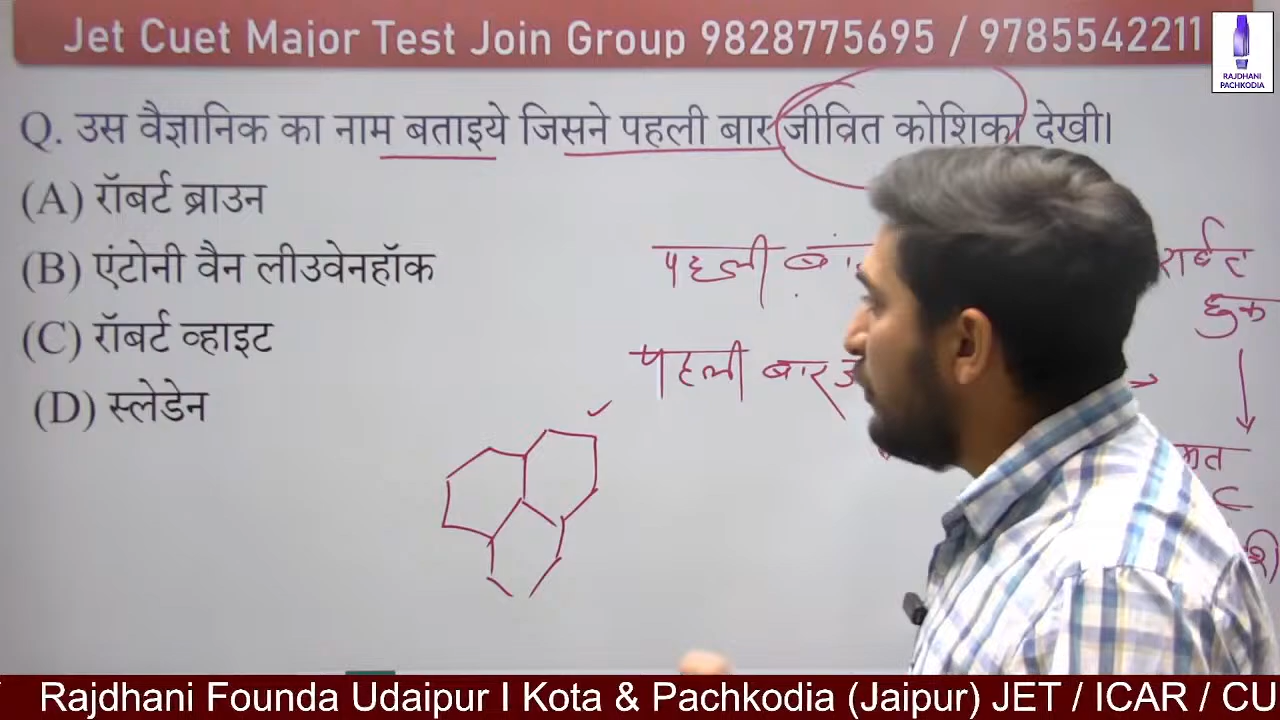 Jet Cuet Major Test Join Group 9828775695 / 9785542211
RAJDHANI
PACHKODIA
Q. उस वैज्ञानिक का नाम बताइये जिसने पहली बार जीवित कोशिका देखी।
(A) रॉबर्ट ब्राउन
(B) एंटोनी वैन लीउवेनहॉक
(C) रॉबर्ट व्हाइट
(D) स्लेडेन
पहली
हुक
पहली बार
Rajdhani Founda Udaipur I Kota & Pachkodia (Jaipur) JET / ICAR / CU